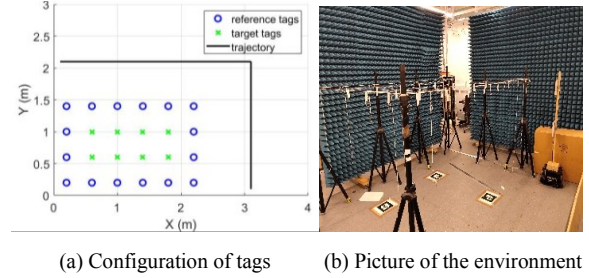 3
2.5
2
1.5
1
0.5
0
0
1
2
3
4
Y (m)
X (m)
reference tags
target tags
trajectory
(a) Configuration of tags
(b) Picture of the environment